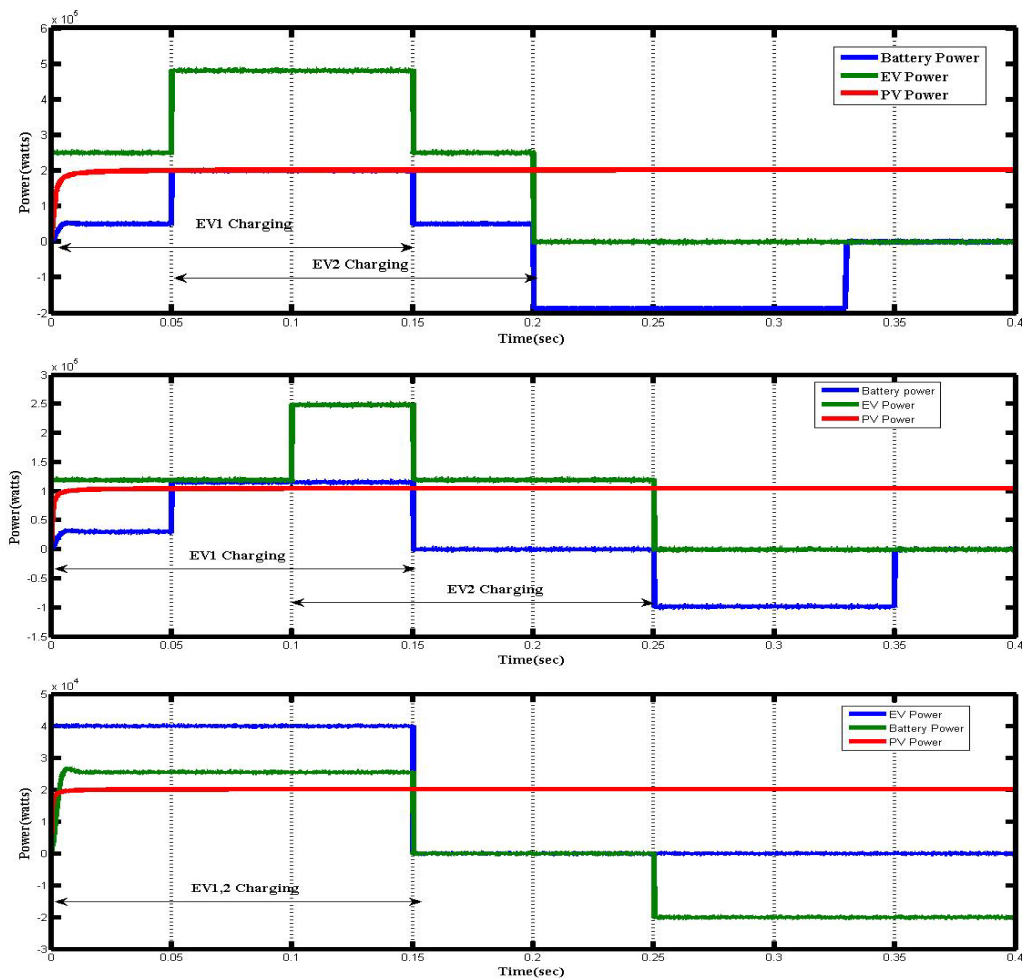 x 10⁵
6
5
4
3
2
1
0
-1
-2
Power(watts)
Battery Power
EV Power
PV Power
EV1 Charging
EV2 Charging
0 0.05 0.1 0.15 0.2 0.25 0.3 0.35 0.4
Time(sec)
x 10⁵
3
2.5
2
1.5
1
0.5
0
-0.5
-1
-1.5
Power(watts)
Battery power
EV Power
PV Power
EV1 Charging
EV2 Charging
0 0.05 0.1 0.15 0.2 0.25 0.3 0.35 0.4
Time(sec)
x 10⁴
5
4
3
2
1
0
-1
-2
-3
Power(watts)
EV Power
Battery Power
PV Power
EV1,2 Charging
0 0.05 0.1 0.15 0.2 0.25 0.3 0.35 0.4
Time(sec)